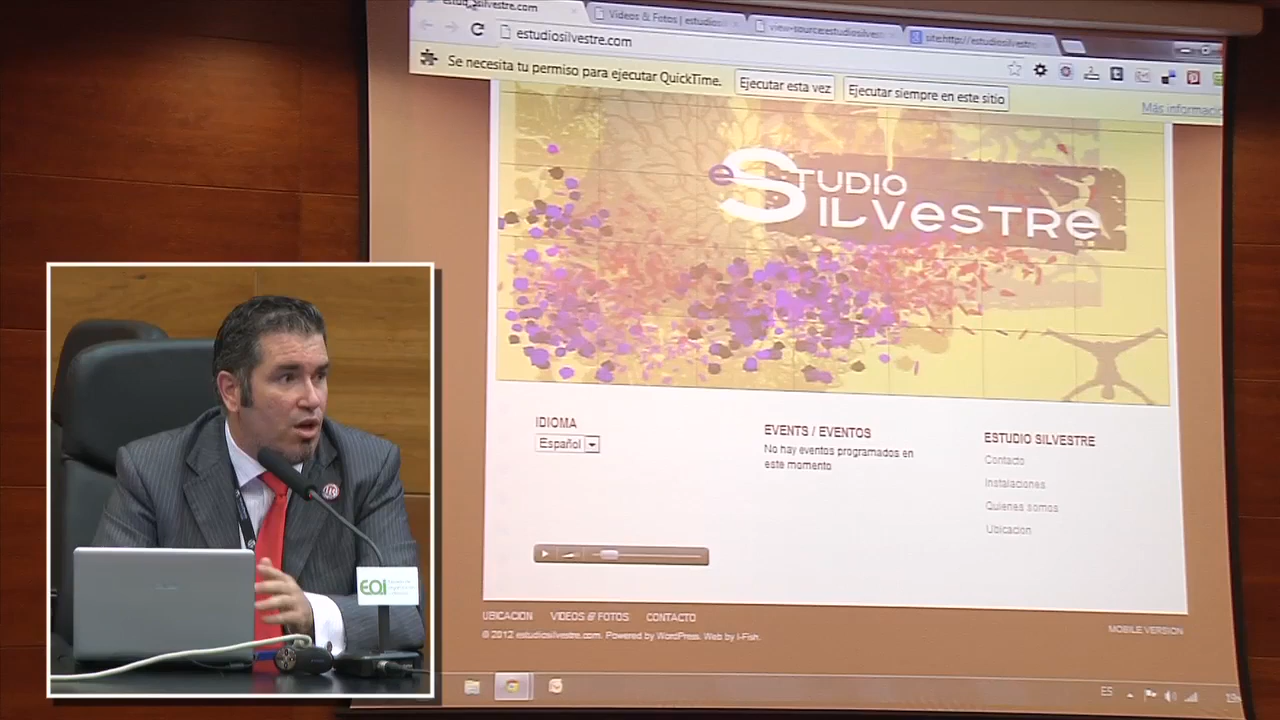 estudiosilvestre.com
Videos & Fotos | estudiosilves
view-source:estudiosilvest
site:http://estudiosilvestre
estudiosilvestre.com
Se necesita tu permiso para ejecutar QuickTime.
Ejecutar esta vez
Ejecutar siempre en este sitio
Más informació
eSTUDIO
SILVeSTRe
IDIOMA
Español
EVENTS / EVENTOS
No hay eventos programados en
este momento
ESTUDIO SILVESTRE
Contacto
Instalaciones
Quienes somos
Ubicacion
UBICACION
VIDEOS & FOTOS
CONTACTO
© 2012 estudiosilvestre.com. Powered by WordPress. Web by I-Fish.
MOBILE VERSION
ES
EOI